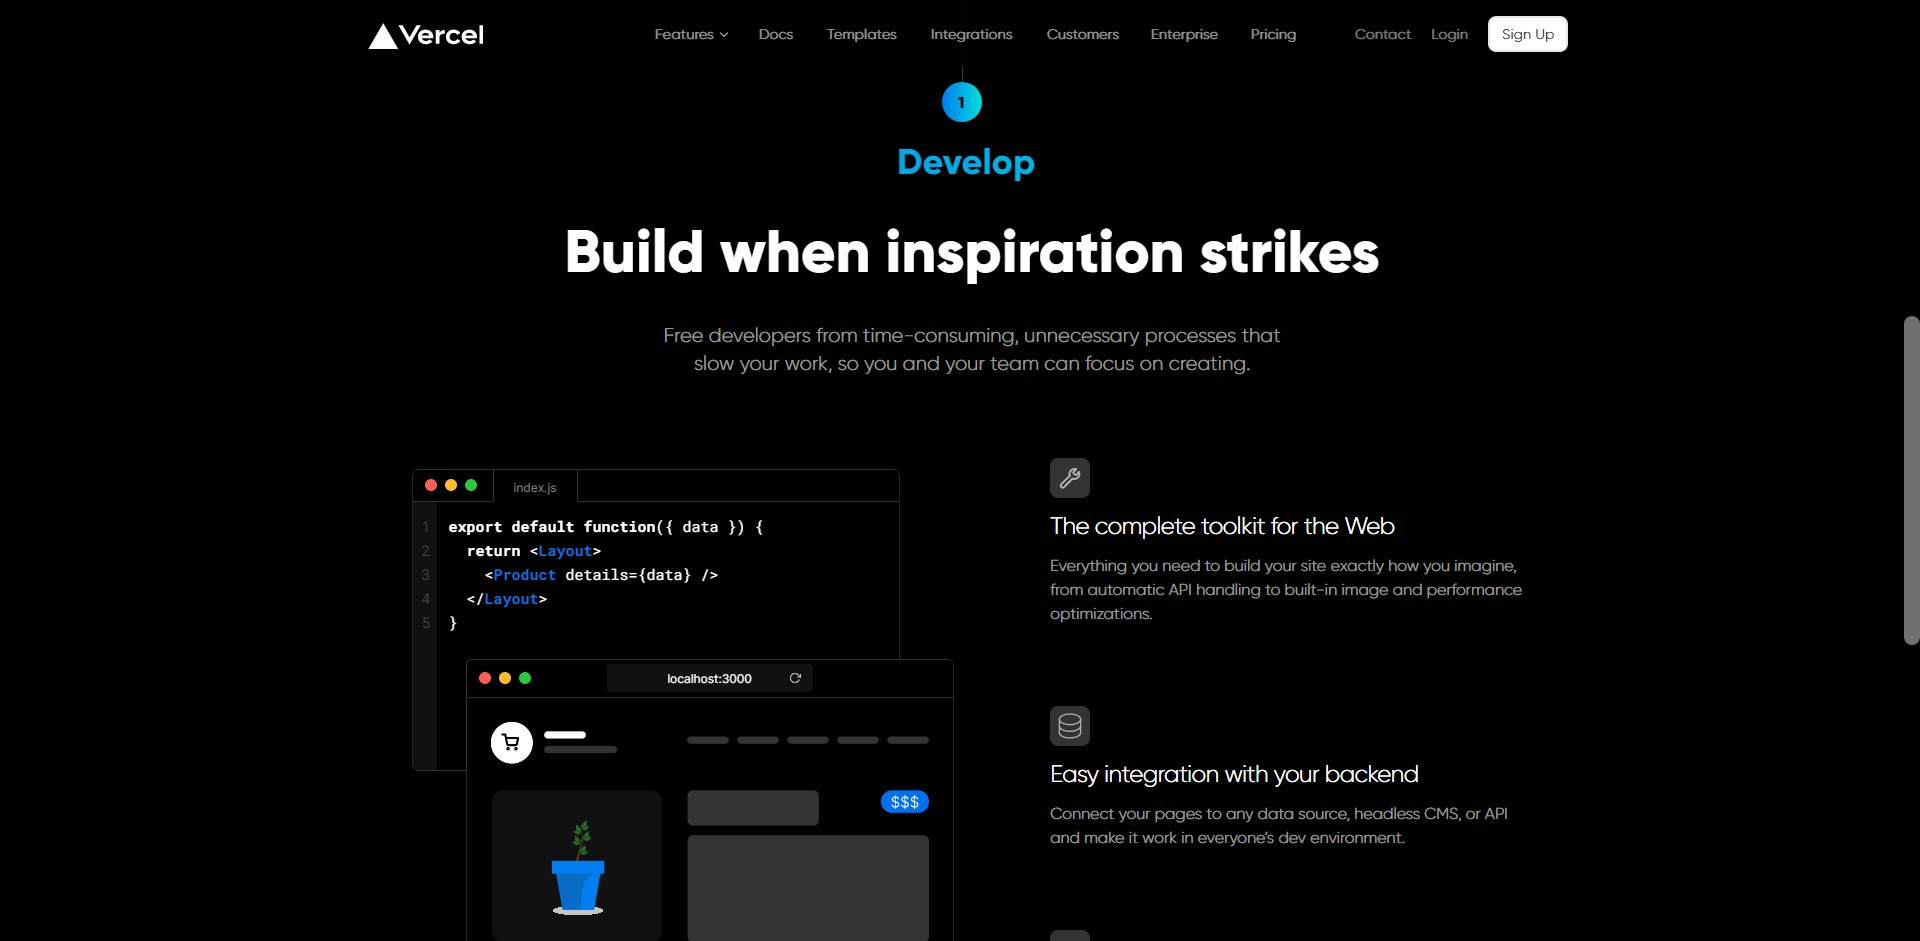 Vercel
Features Docs Templates Integrations Customers Enterprise Pricing Contact Login Sign Up
1
Develop
Build when inspiration strikes
Free developers from time-consuming, unnecessary processes that
slow your work, so you and your team can focus on creating.
index.js
1 export default function({ data }) {
2   return <Layout>
3     <Product details={data} />
4   </Layout>
5 }
localhost:3000
$$$
The complete toolkit for the Web
Everything you need to build your site exactly how you imagine,
from automatic API handling to built-in image and performance
optimizations.
Easy integration with your backend
Connect your pages to any data source, headless CMS, or API
and make it work in everyone’s dev environment.